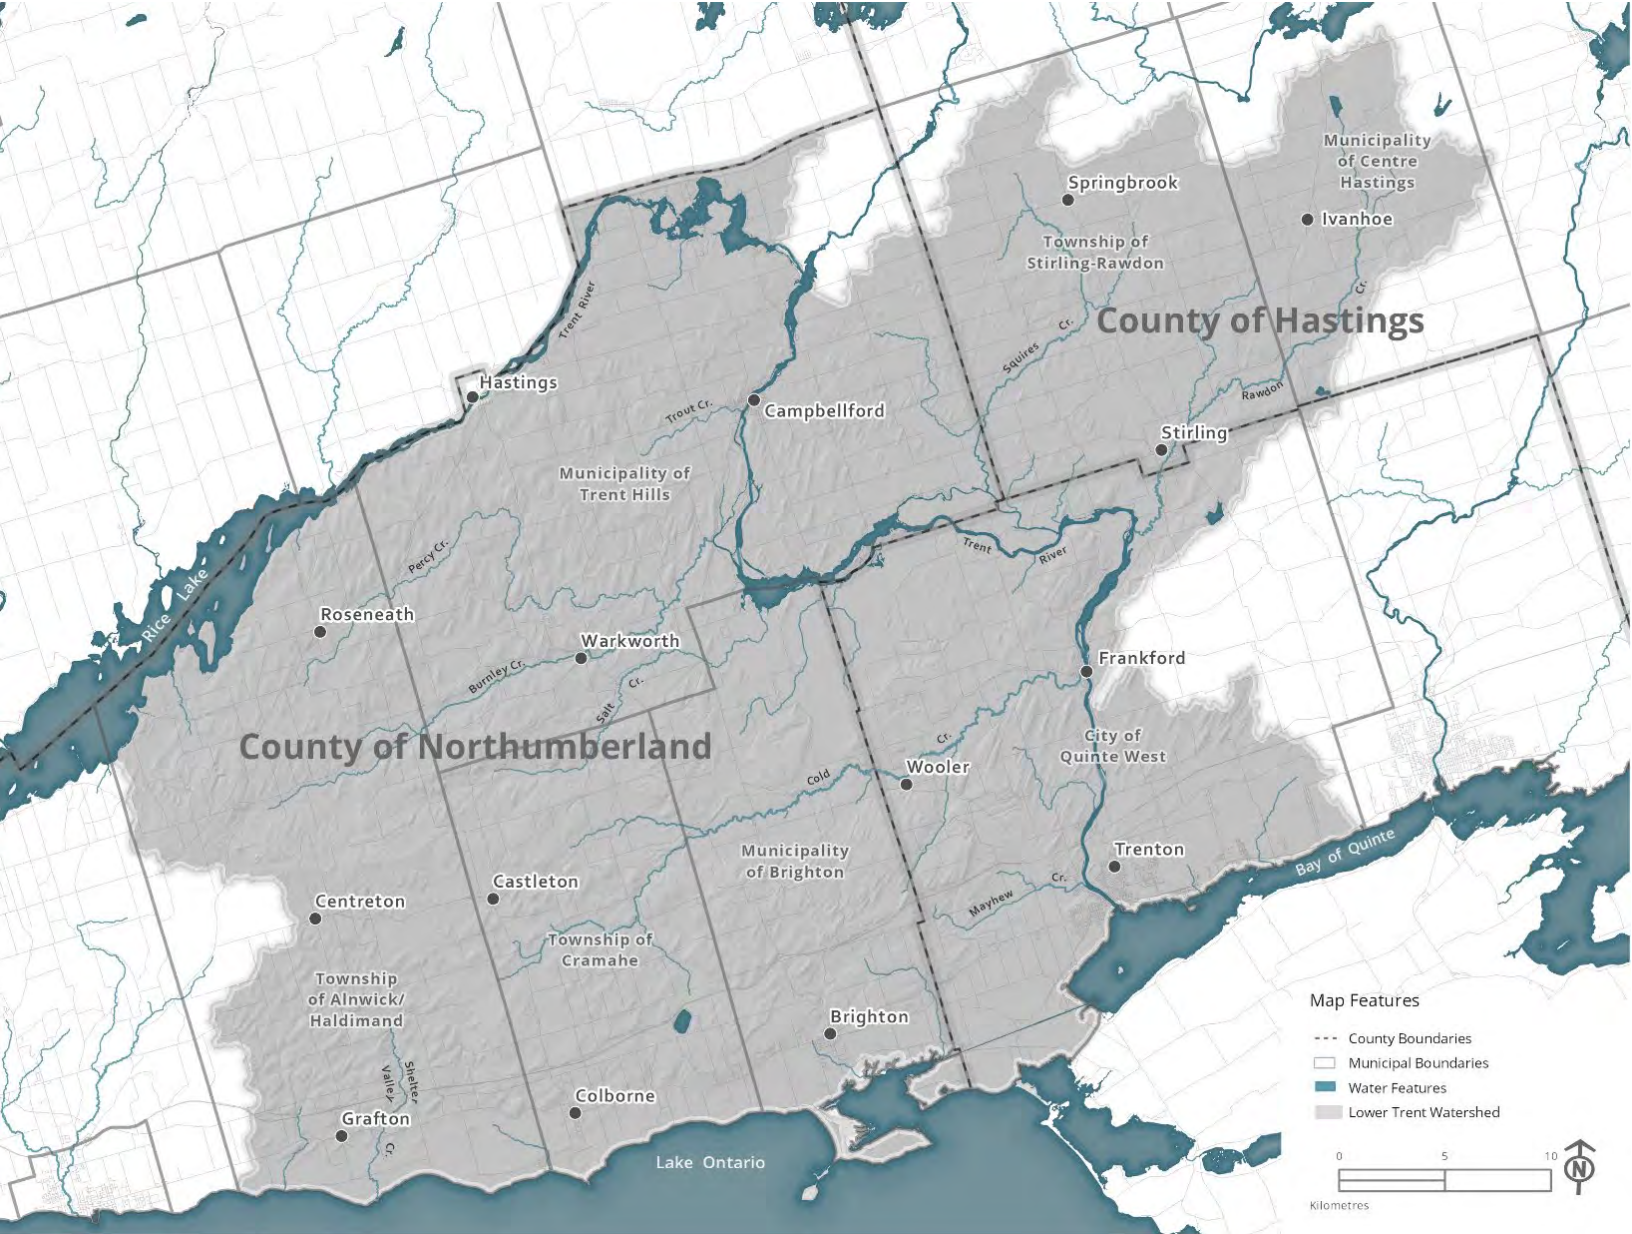 Municipality
of Centre
Hastings
Springbrook
Ivanhoe
Township of
Stirling-Rawdon
Cr.
County of Hastings
Trent River
Squires Cr.
Hastings
Rawdon
Trout Cr.
Campbellford
Stirling
Municipality of
Trent Hills
Percy Cr.
Trent River
Rice Lake
Roseneath
Warkworth
Frankford
Burnley Cr.
Salt Cr.
County of Northumberland
City of
Quinte West
Cold Cr.
Wooler
Municipality
of Brighton
Trenton
Bay of Quinte
Castleton
Mayhew Cr.
Centreton
Township of
Cramahe
Township
of Alnwick/
Haldimand
Brighton
Shelter
Valley
Cr.
Colborne
Grafton
Lake Ontario
Map Features
County Boundaries
Municipal Boundaries
Water Features
Lower Trent Watershed
0 5 10
N
Kilometres